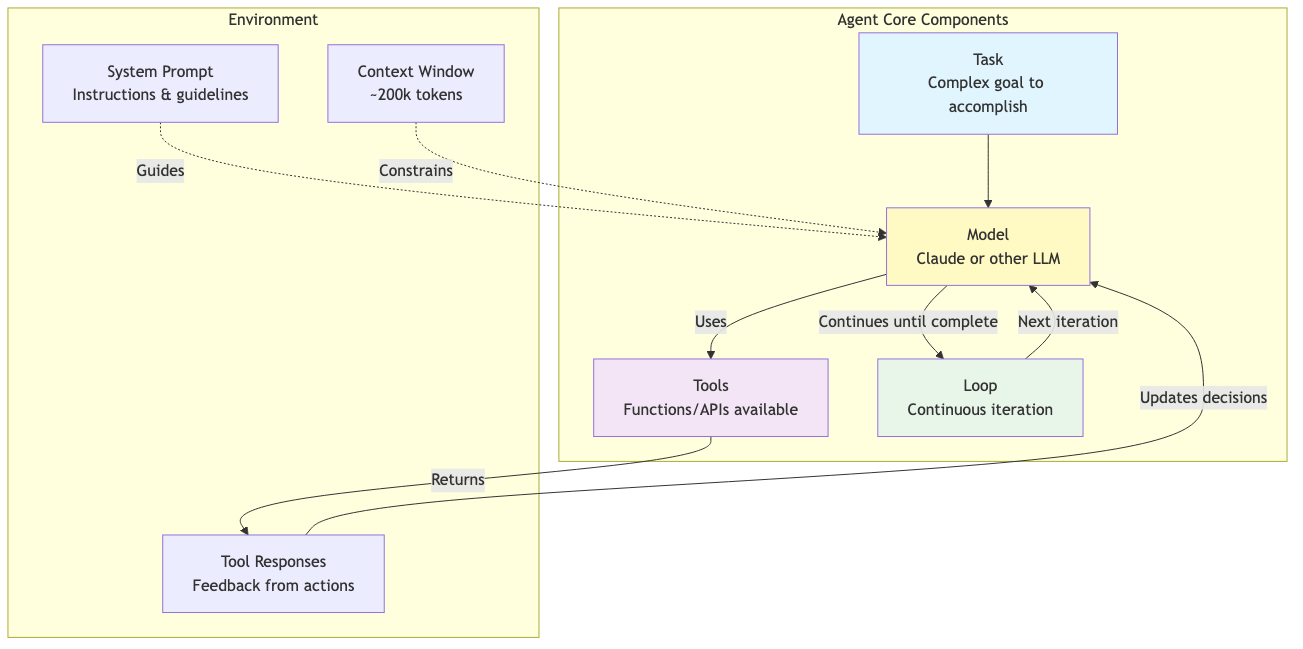 Environment
System Prompt
Instructions & guidelines
Context Window
~200k tokens
Guides
Constrains
Agent Core Components
Task
Complex goal to
accomplish
Model
Claude or other LLM
Uses
Continues until complete
Next iteration
Tools
Functions/APIs available
Loop
Continuous iteration
Updates decisions
Returns
Tool Responses
Feedback from actions